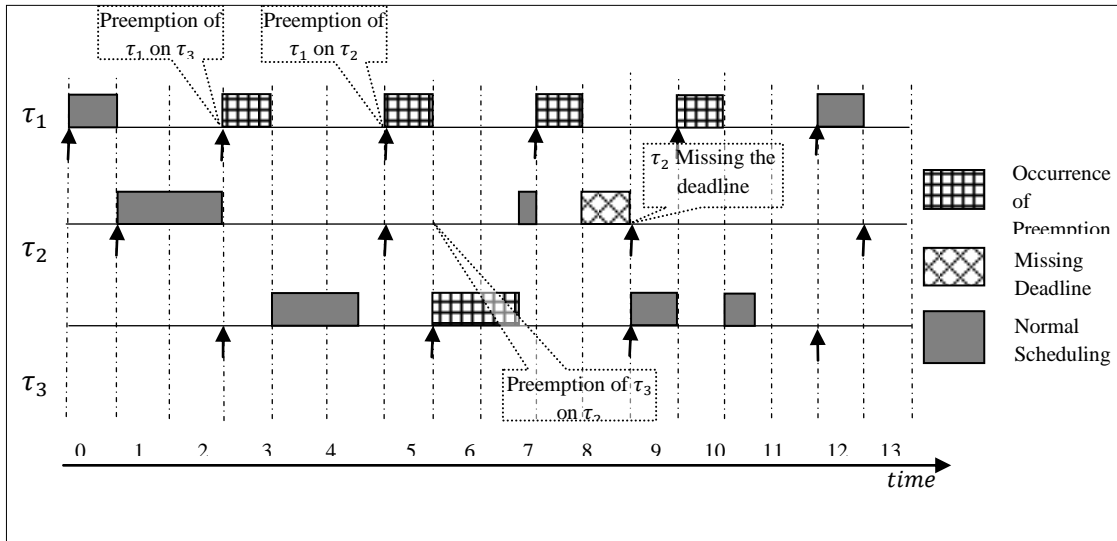 Preemption of
τ₁ on τ₃
Preemption of
τ₁ on τ₂
τ₁
τ₂ Missing the
deadline
τ₂
Preemption of τ₃
on τ₂
τ₃
0 1 2 3 4 5 6 7 8 9 10 11 12 13
time
Occurrence
of
Preemption
Missing
Deadline
Normal
Scheduling